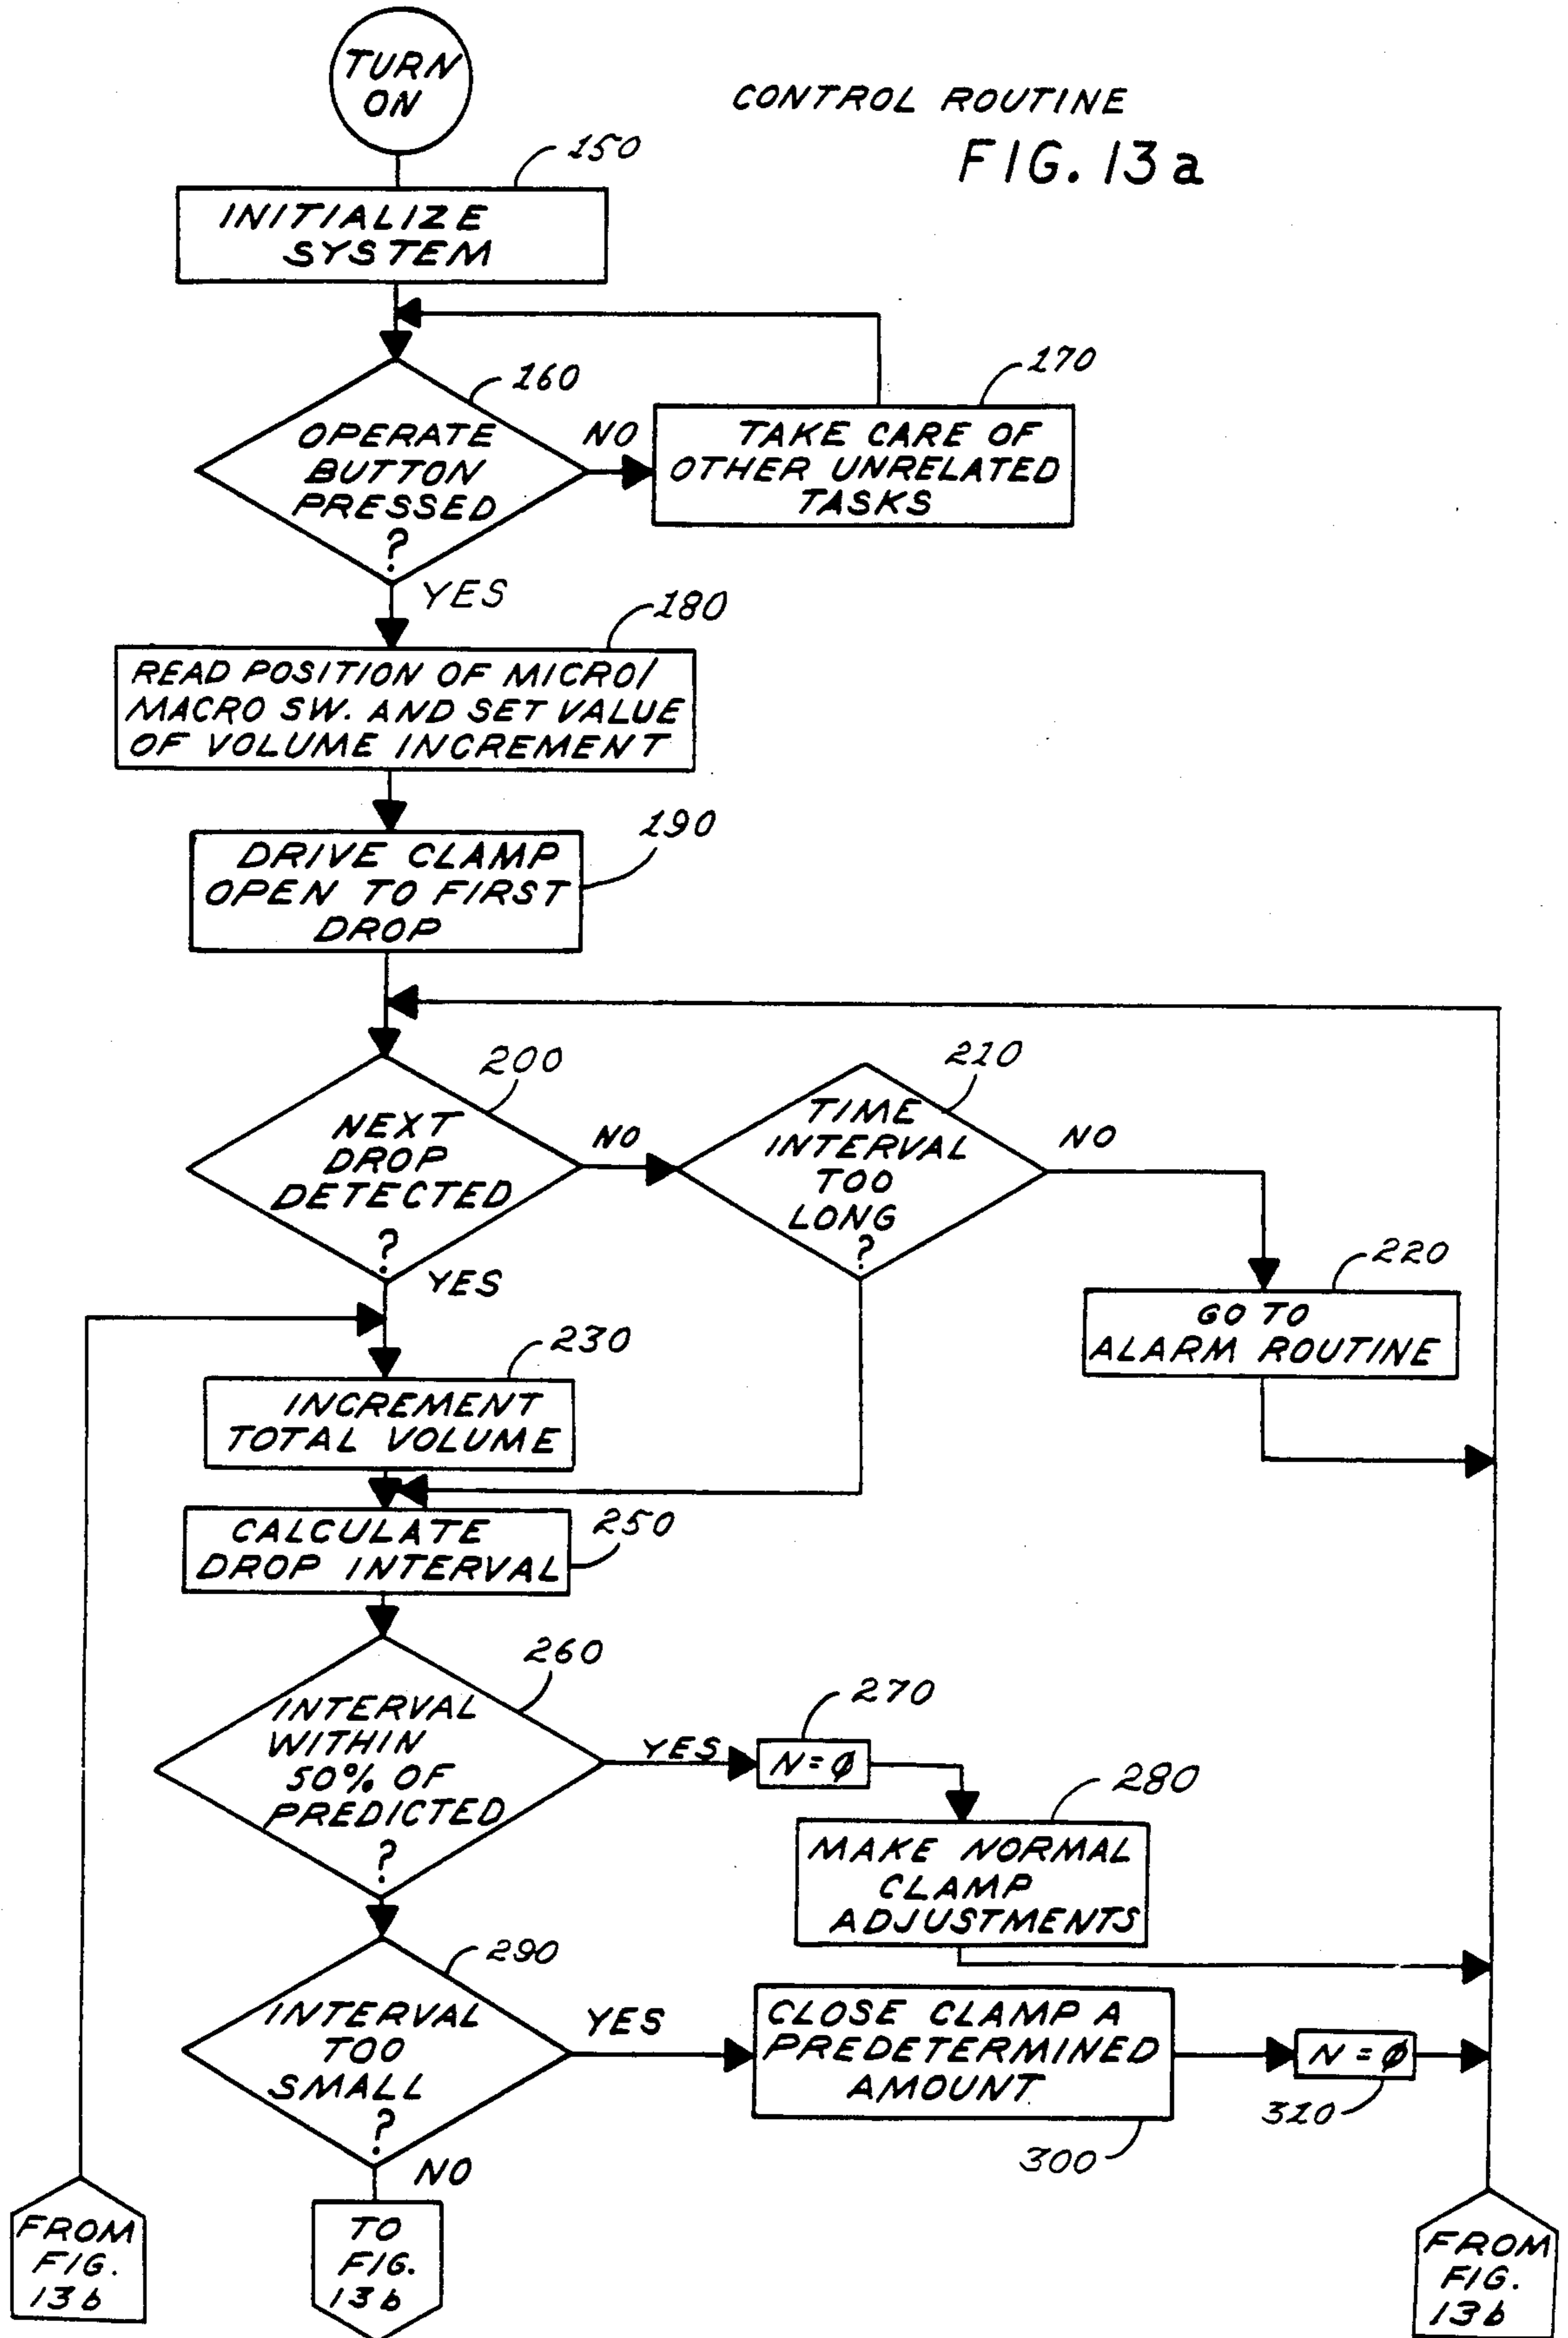 TURN
ON
CONTROL ROUTINE
FIG. 13a
150
INITIALIZE
SYSTEM
160
170
OPERATE
BUTTON
PRESSED
?
NO
TAKE CARE OF
OTHER UNRELATED
TASKS
YES
180
READ POSITION OF MICRO/
MACRO SW. AND SET VALUE
OF VOLUME INCREMENT
190
DRIVE CLAMP
OPEN TO FIRST
DROP
200
210
NEXT
DROP
DETECTED
?
NO
TIME
INTERVAL
TOO
LONG
?
NO
YES
220
GO TO
ALARM ROUTINE
230
INCREMENT
TOTAL VOLUME
250
CALCULATE
DROP INTERVAL
260
INTERVAL
WITHIN
50% OF
PREDICTED
?
YES
270
N=ϕ
280
MAKE NORMAL
CLAMP
ADJUSTMENTS
290
INTERVAL
TOO
SMALL
?
YES
CLOSE CLAMP A
PREDETERMINED
AMOUNT
300
N=ϕ
310
NO
FROM
FIG.
13b
TO
FIG.
13b
FROM
FIG.
13b